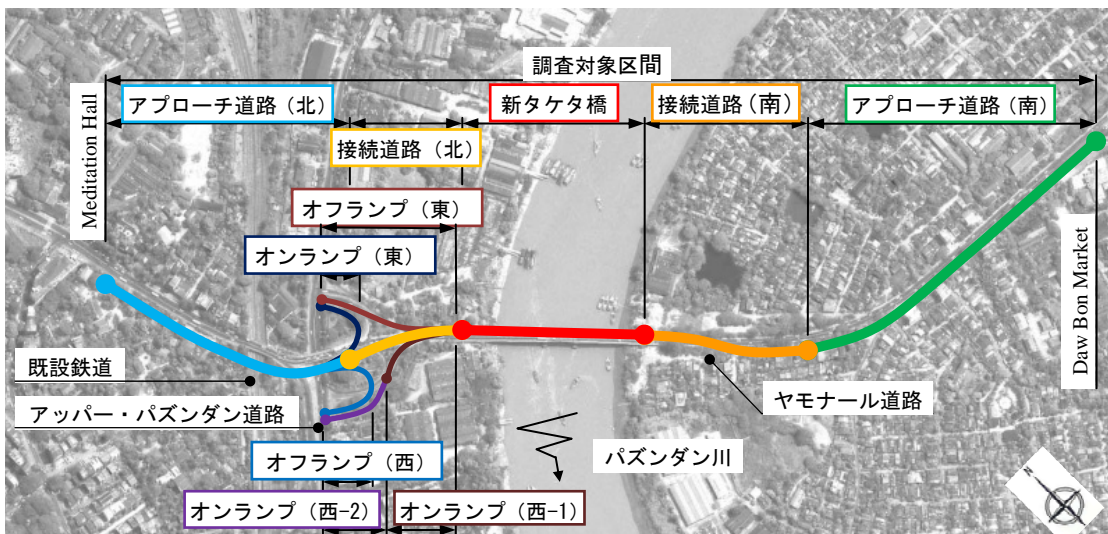 調査対象区間
アプローチ道路（北）
新タケタ橋
接続道路（南）
アプローチ道路（南）
接続道路（北）
Meditation Hall
オフランプ（東）
オンランプ（東）
既設鉄道
アッパー・パズンダン道路
ヤモナール道路
Daw Bon Market
オフランプ（西）
パズンダン川
オンランプ（西-2）
オンランプ（西-1）
N